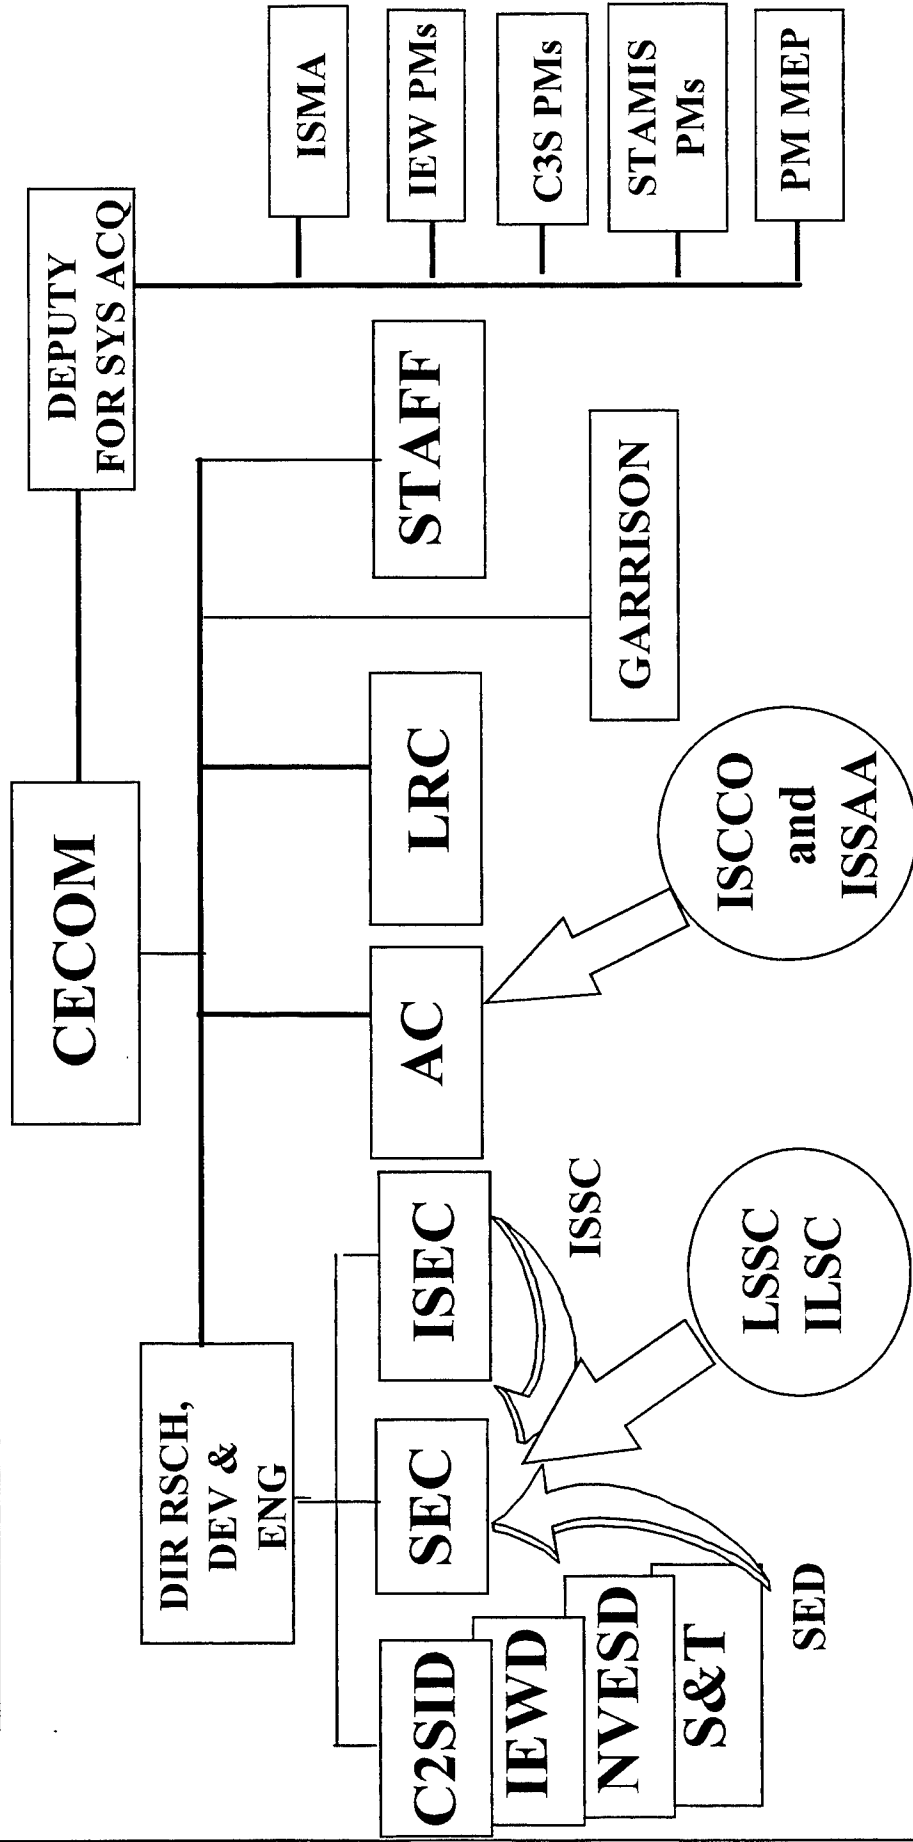 CECOM
DEPUTY
FOR SYS ACQ
DIR RSCH,
DEV &
ENG
ISMA
IEW PMs
C3S PMs
STAMIS
PMs
PM MEP
C2SID
IEWD
NVESD
S&T
SEC
ISEC
AC
LRC
STAFF
GARRISON
SED
ISSC
LSSC
ILSC
ISCCO
and
ISSAA